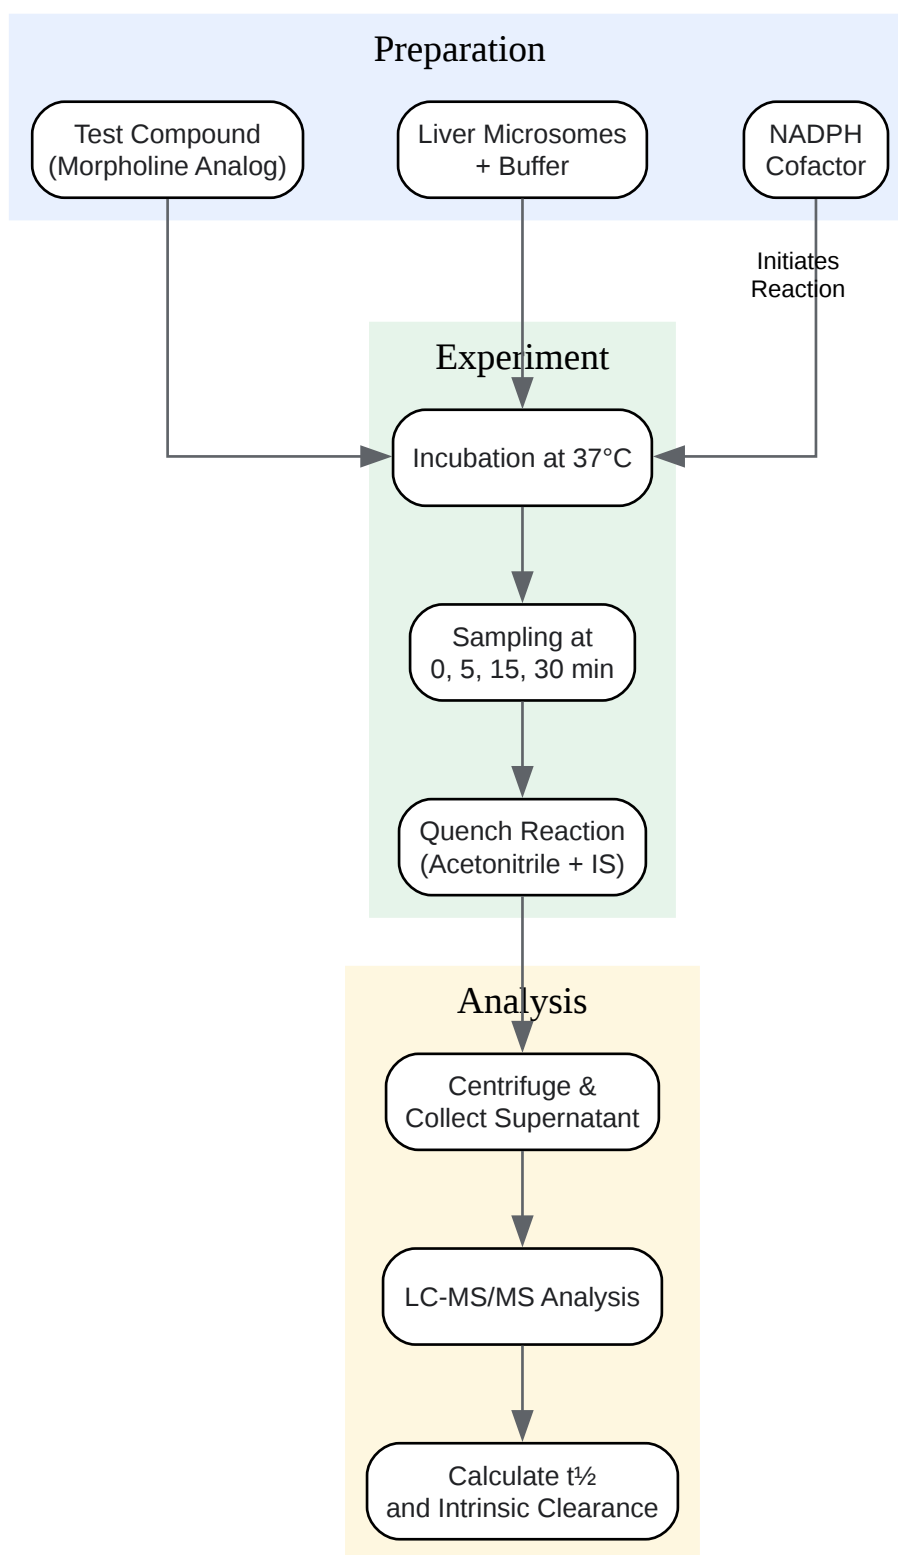 Preparation
Test Compound
(Morpholine Analog)
Liver Microsomes
+ Buffer
NADPH
Cofactor
Initiates
Reaction
Experiment
Incubation at 37°C
Sampling at
0, 5, 15, 30 min
Quench Reaction
(Acetonitrile + IS)
Analysis
Centrifuge &
Collect Supernatant
LC-MS/MS Analysis
Calculate t½
and Intrinsic Clearance